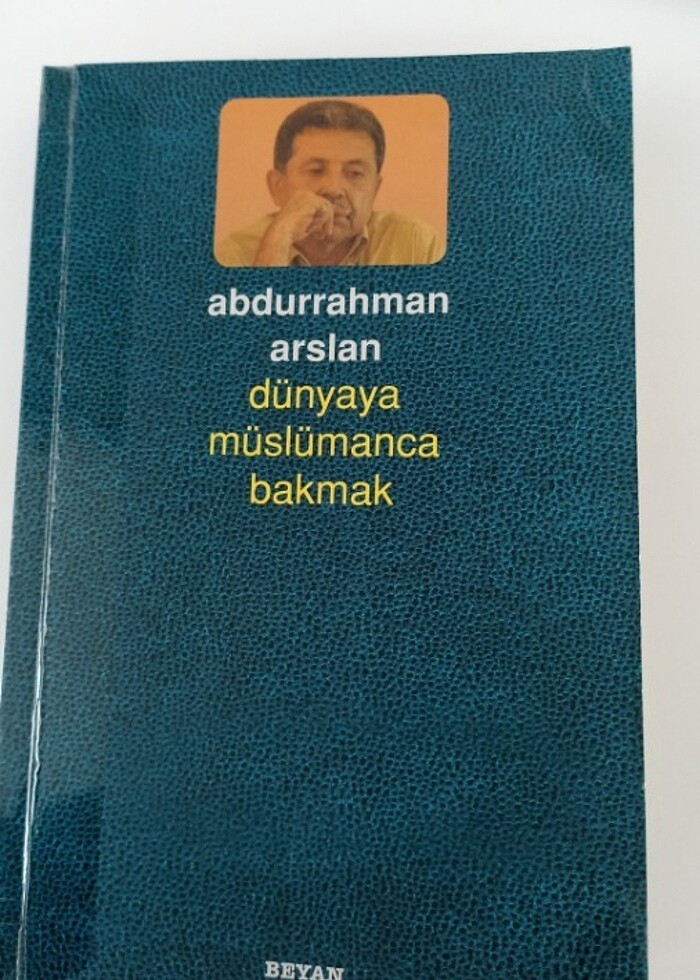 abdurrahman
arslan
dünyaya
müslümanca
bakmak
BEYAN